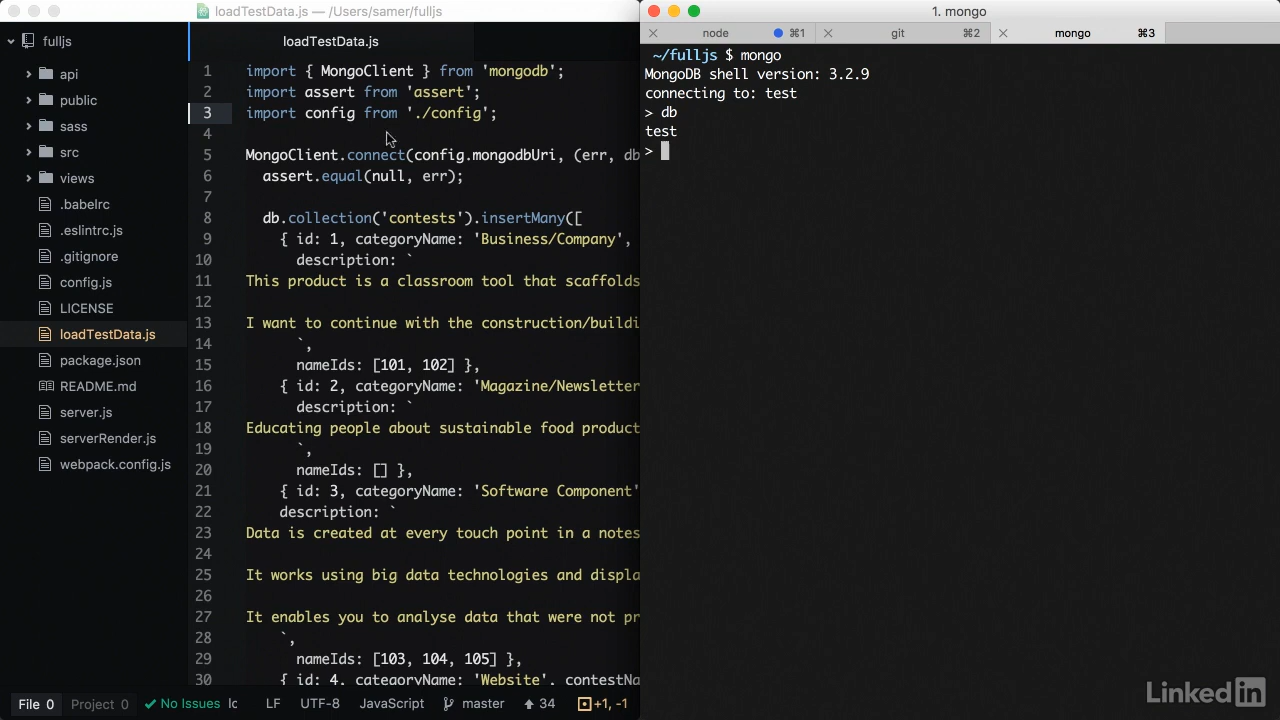 loadTestData.js — /Users/samer/fulljs
fulljs
api
public
sass
src
views
.babelrc
.eslintrc.js
.gitignore
config.js
LICENSE
loadTestData.js
package.json
README.md
server.js
serverRender.js
webpack.config.js
loadTestData.js
1 import { MongoClient } from 'mongodb';
2 import assert from 'assert';
3 import config from './config';
4
5 MongoClient.connect(config.mongodbUri, (err, db
6 assert.equal(null, err);
7
8 db.collection('contests').insertMany([
9 { id: 1, categoryName: 'Business/Company',
10 description: `
11 This product is a classroom tool that scaffolds
12
13 I want to continue with the construction/buildi
14 `,
15 nameIds: [101, 102] },
16 { id: 2, categoryName: 'Magazine/Newsletter
17 description: `
18 Educating people about sustainable food product
19 `,
20 nameIds: [] },
21 { id: 3, categoryName: 'Software Component'
22 description: `
23 Data is created at every touch point in a notes
24
25 It works using big data technologies and displa
26
27 It enables you to analyse data that were not pr
28 `,
29 nameIds: [103, 104, 105] },
30 { id: 4, categoryName: 'Website', contestNa
File 0 Project 0 No Issues lc LF UTF-8 JavaScript master 34 +1, -1
1. mongo
node ⌘1 git ⌘2 mongo ⌘3
~/fulljs $ mongo
MongoDB shell version: 3.2.9
connecting to: test
> db
test
>
LinkedIn